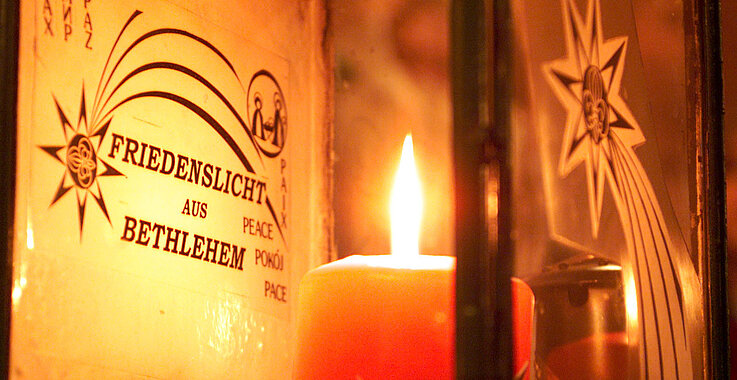 PAX
МИР
PAZ
FRIEDENSLICHT
AUS
BETHLEHEM
PAIX
PEACE
POKÓJ
PACE